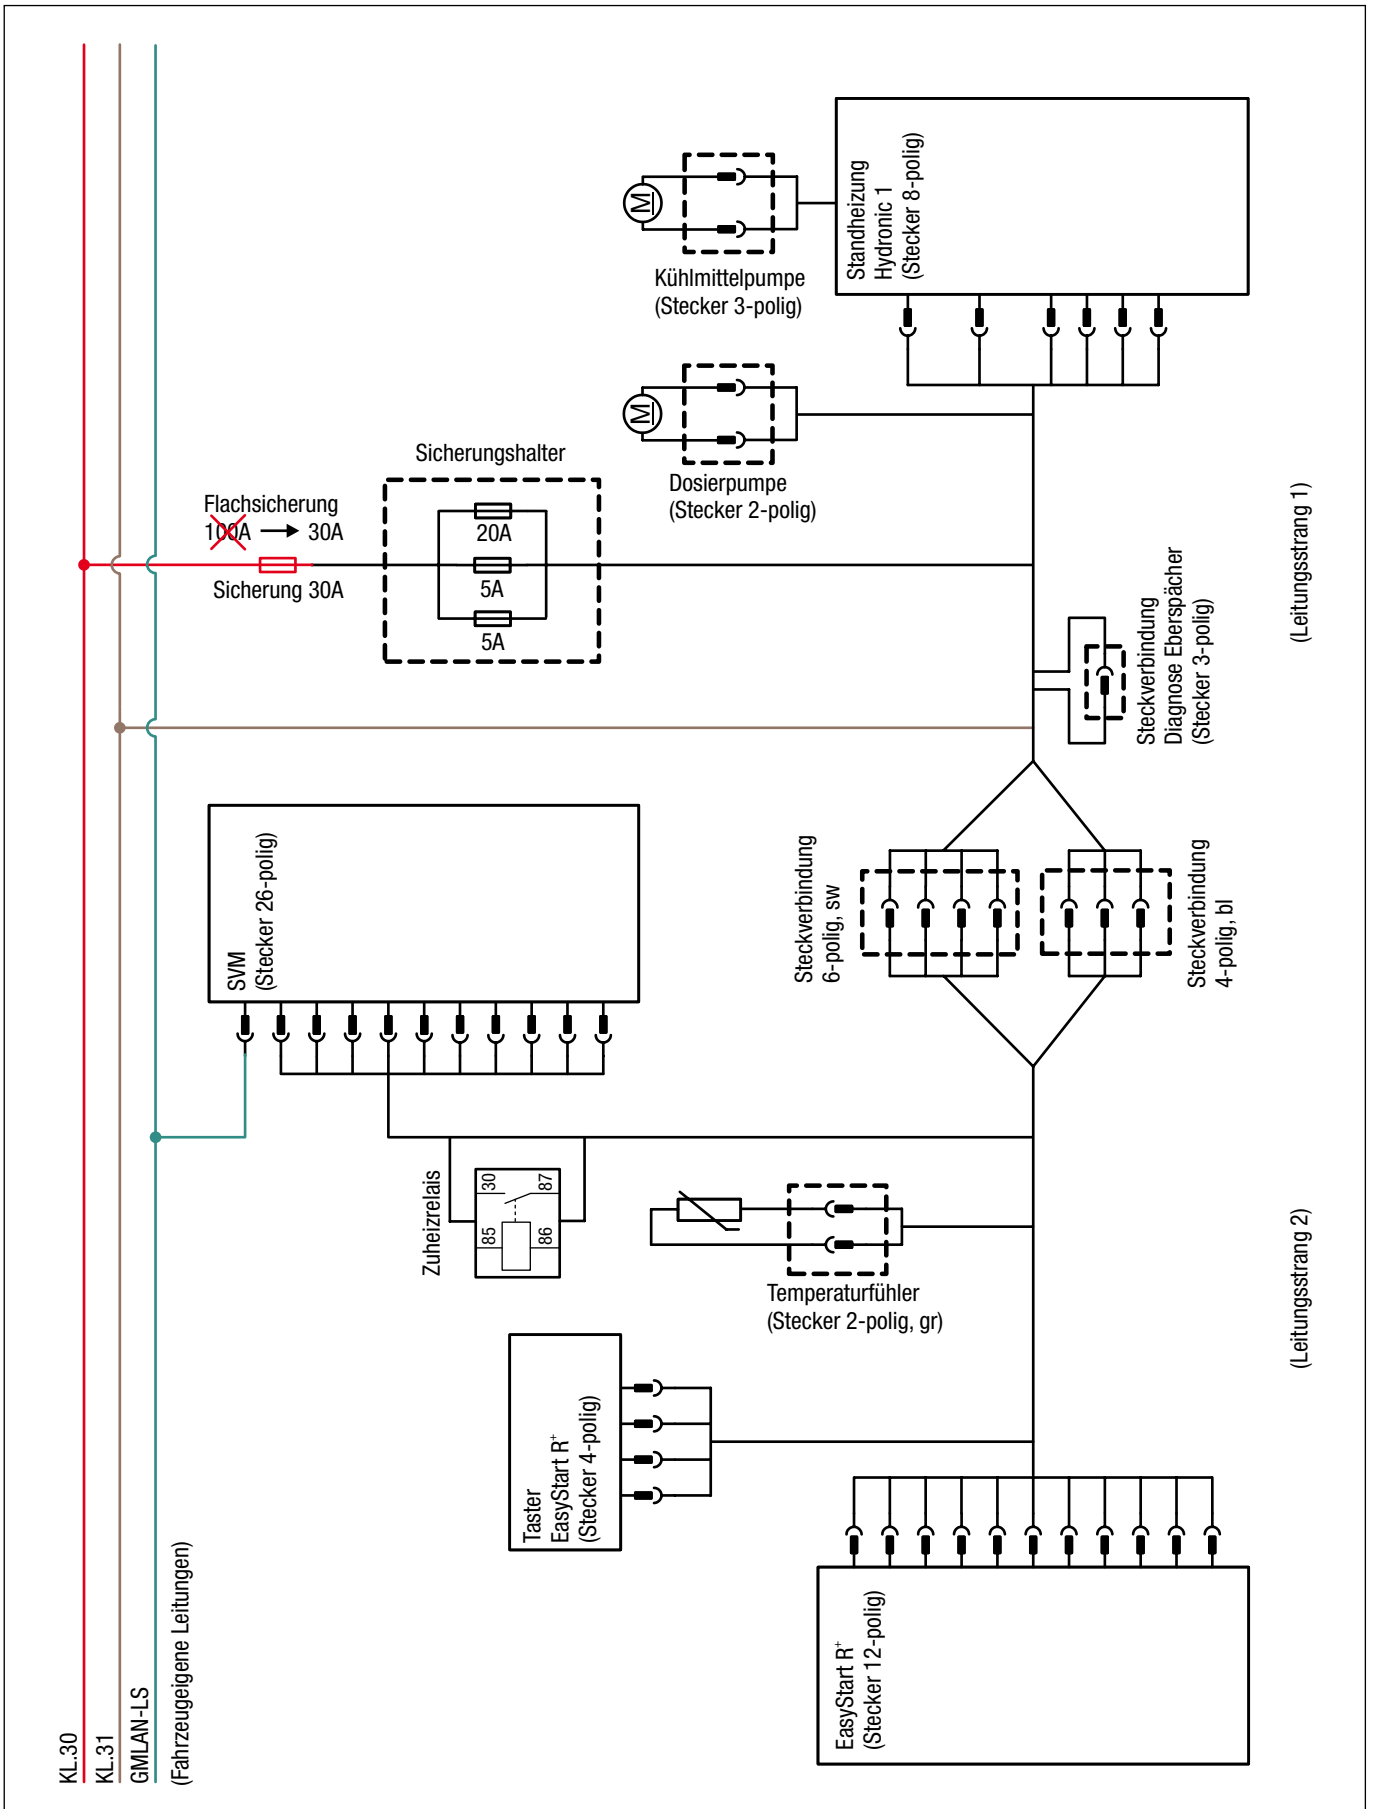 Standheizung
Hydronic 1
(Stecker 8-polig)
Kühlmittelpumpe
(Stecker 3-polig)
M
M
Dosierpumpe
(Stecker 2-polig)
Sicherungshalter
20A
5A
5A
Flachsicherung
100A → 30A
Sicherung 30A
Steckverbindung
Diagnose Eberspächer
(Stecker 3-polig)
(Leitungsstrang 1)
SVM
(Stecker 26-polig)
Steckverbindung
6-polig, sw
Steckverbindung
4-polig, bl
Zuheizrelais
30
87
85
86
Temperaturfühler
(Stecker 2-polig, gr)
(Leitungsstrang 2)
Taster
EasyStart R+
(Stecker 4-polig)
EasyStart R+
(Stecker 12-polig)
KL.30
KL.31
GMLAN-LS
(Fahrzeugeigene Leitungen)